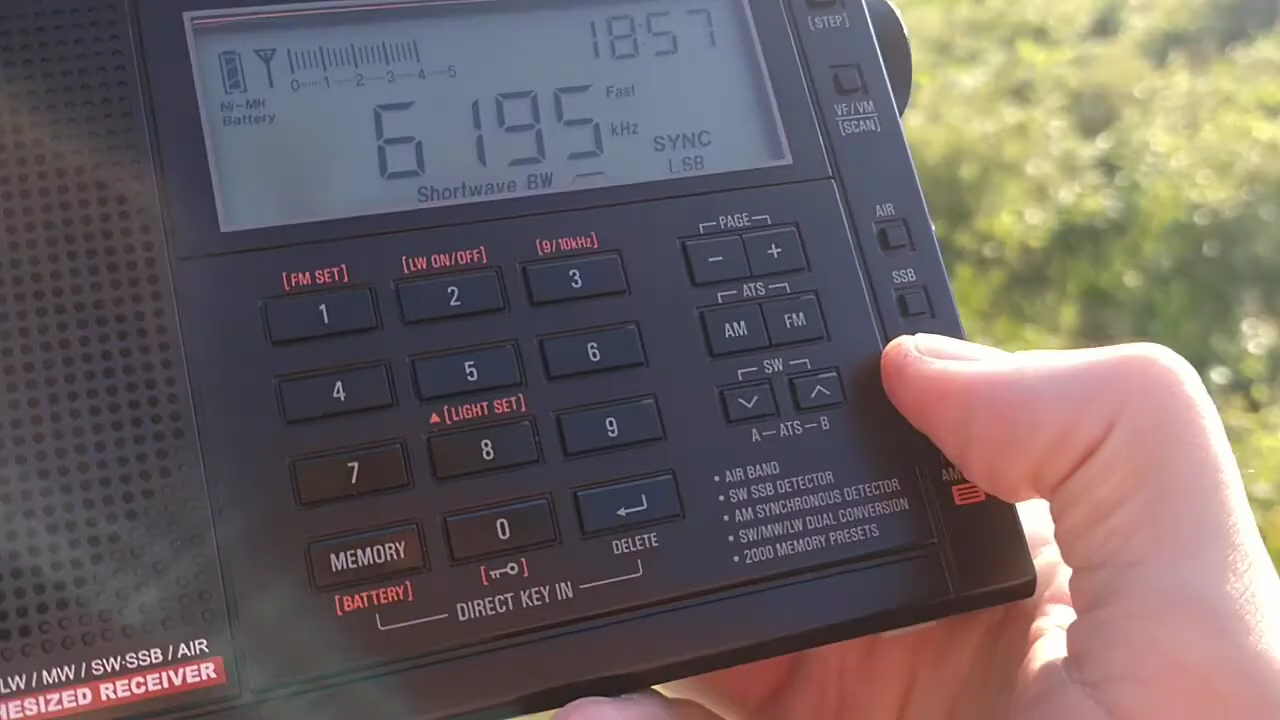 [STEP]
18:57
0 1 2 3 4 5
Ni-MH
Battery
6195
Fast
kHz
SYNC
LSB
Shortwave BW
VF/VM
[SCAN]
AIR
SSB
PAGE
- +
ATS
AM FM
SW
A ATS B
[FM SET] [LW ON/OFF] [9/10kHz]
1 2 3
4 5 6
[LIGHT SET]
7 8 9
MEMORY 0
DELETE
[BATTERY]
DIRECT KEY IN
• AIR BAND
• SW SSB DETECTOR
• AM SYNCHRONOUS DETECTOR
• SW/MW/LW DUAL CONVERSION
• 2000 MEMORY PRESETS
LW / MW / SW·SSB / AIR
HESIZED RECEIVER